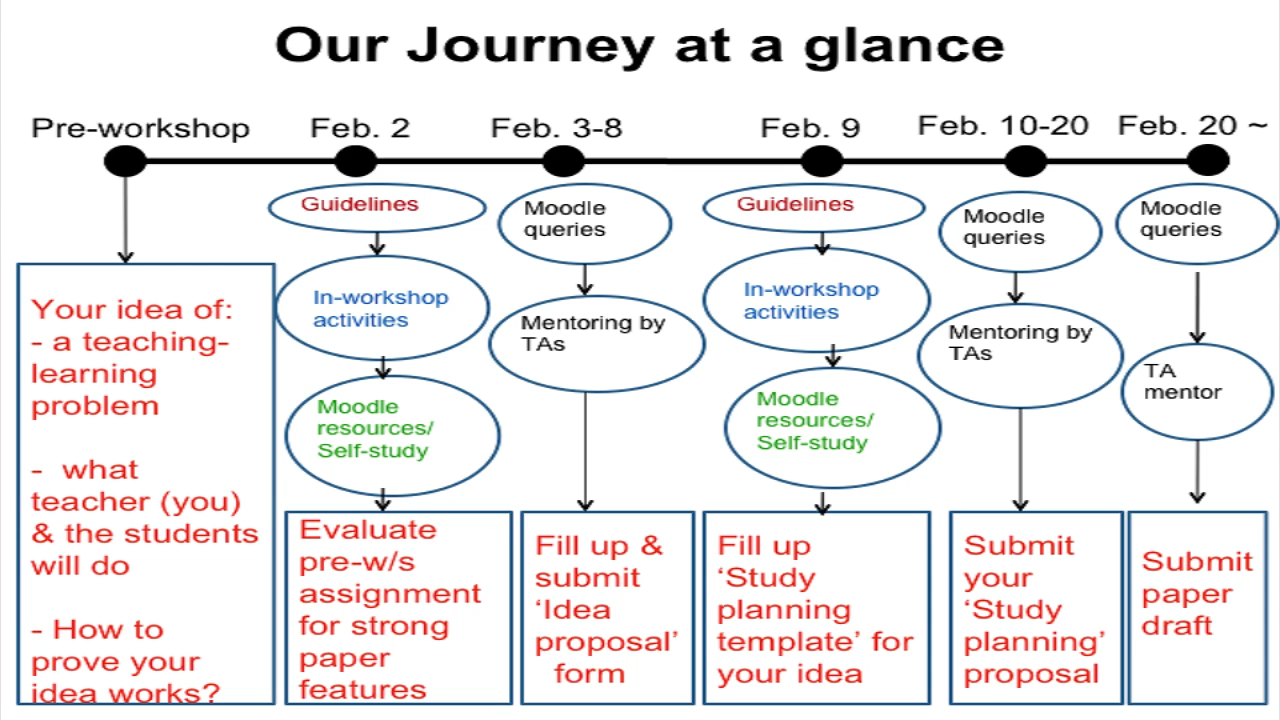 Our Journey at a glance
Pre-workshop
Feb. 2
Feb. 3-8
Feb. 9
Feb. 10-20
Feb. 20 ~
Your idea of:
- a teaching-
learning
problem
- what
teacher (you)
& the students
will do
- How to
prove your
idea works?
Guidelines
In-workshop
activities
Moodle
resources/
Self-study
Evaluate
pre-w/s
assignment
for strong
paper
features
Moodle
queries
Mentoring by
TAs
Fill up &
submit
‘Idea
proposal’
form
Guidelines
In-workshop
activities
Moodle
resources/
Self-study
Fill up
‘Study
planning
template’ for
your idea
Moodle
queries
Mentoring by
TAs
Submit
your
‘Study
planning’
proposal
Moodle
queries
TA
mentor
Submit
paper
draft